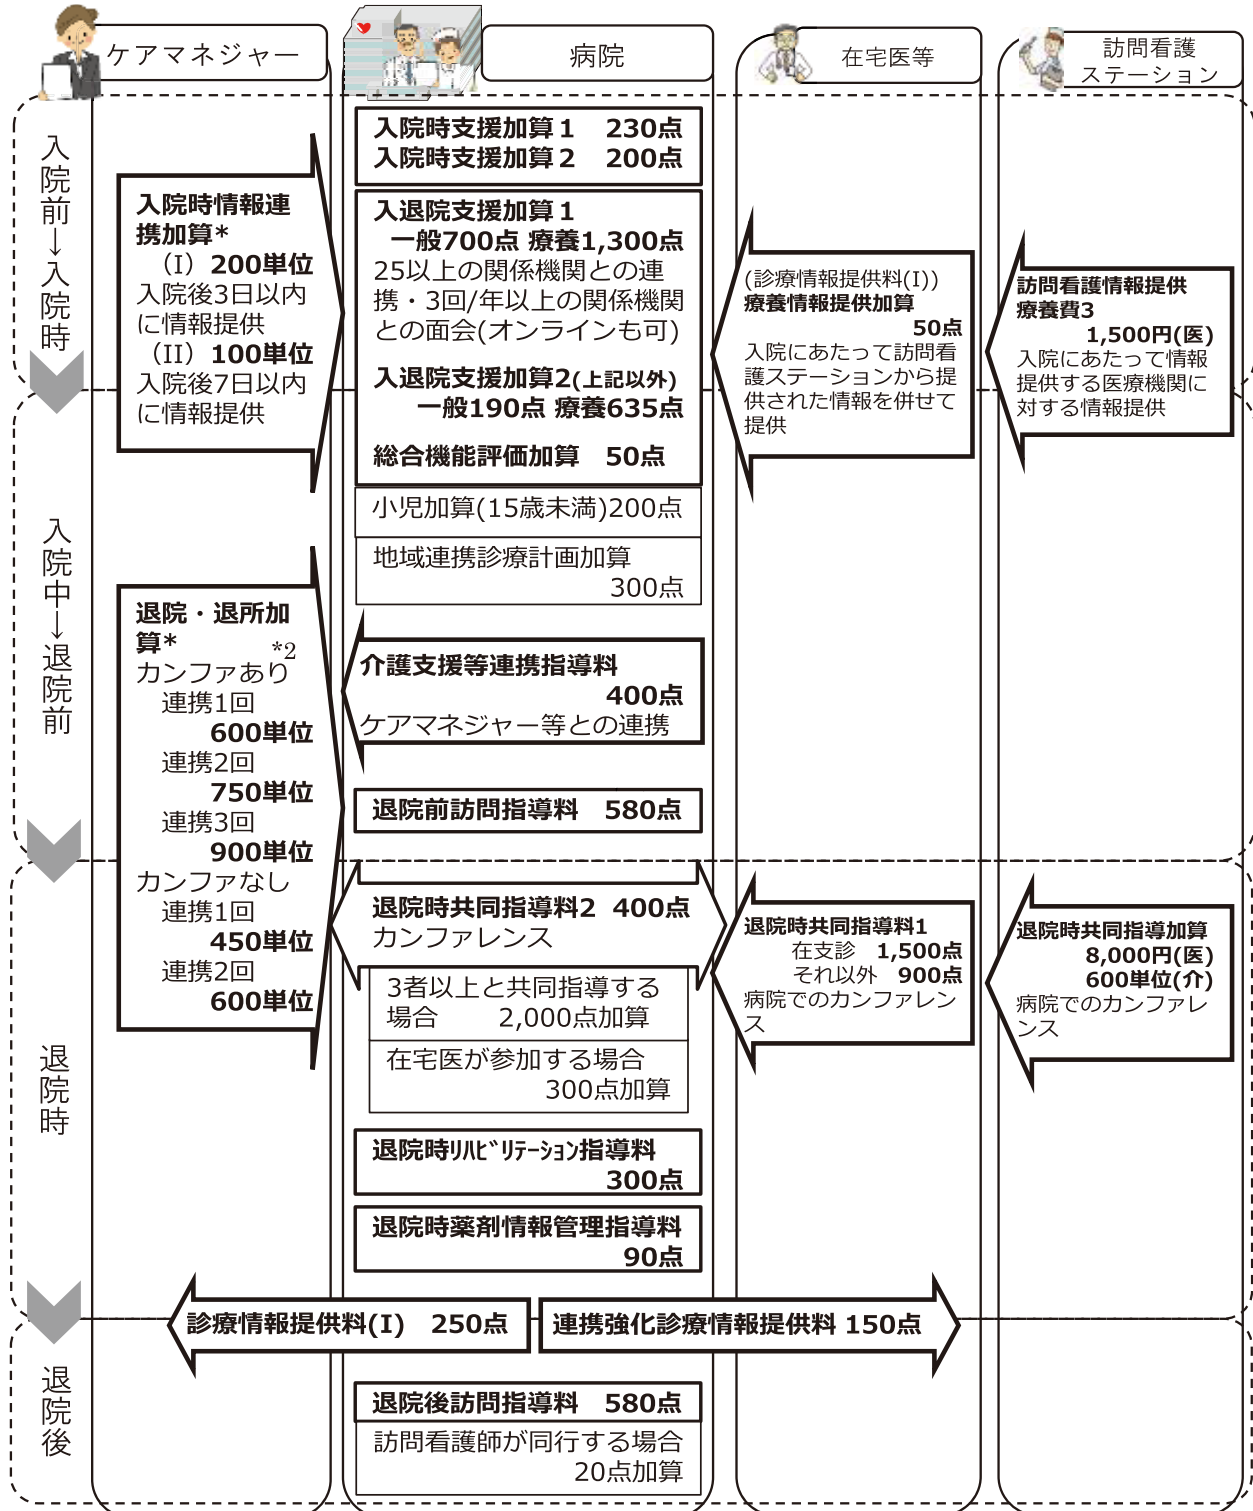 ケアマネジャー
病院
在宅医等
訪問看護
ステーション
入院前→入院時
入院時情報連
携加算*
(I) 200単位
入院後3日以内
に情報提供
(II) 100単位
入院後7日以内
に情報提供
入院時支援加算１ 230点
入院時支援加算２ 200点
入退院支援加算１
一般700点 療養1,300点
25以上の関係機関との連
携・3回/年以上の関係機関
との面会(オンラインも可)
入退院支援加算2(上記以外)
一般190点 療養635点
総合機能評価加算 50点
小児加算(15歳未満)200点
地域連携診療計画加算
300点
(診療情報提供料(I))
療養情報提供加算
50点
入院にあたって訪問看
護ステーションから提
供された情報を併せて
提供
訪問看護情報提供
療養費3
1,500円(医)
入院にあたって情報
提供する医療機関に
対する情報提供
入院中→退院前
退院・退所加
算*
*2
カンファあり
連携1回
600単位
連携2回
750単位
連携3回
900単位
カンファなし
連携1回
450単位
連携2回
600単位
介護支援等連携指導料
400点
ケアマネジャー等との連携
退院前訪問指導料 580点
退院時
退院時共同指導料2 400点
カンファレンス
3者以上と共同指導する
場合 2,000点加算
在宅医が参加する場合
300点加算
退院時共同指導料1
在支診 1,500点
それ以外 900点
病院でのカンファレン
ス
退院時共同指導加算
8,000円(医)
600単位(介)
病院でのカンファレ
ンス
退院時ﾘﾊﾋﾞﾘﾃｰｼｮﾝ指導料
300点
退院時薬剤情報管理指導料
90点
診療情報提供料(I) 250点
連携強化診療情報提供料 150点
退院後
退院後訪問指導料 580点
訪問看護師が同行する場合
20点加算